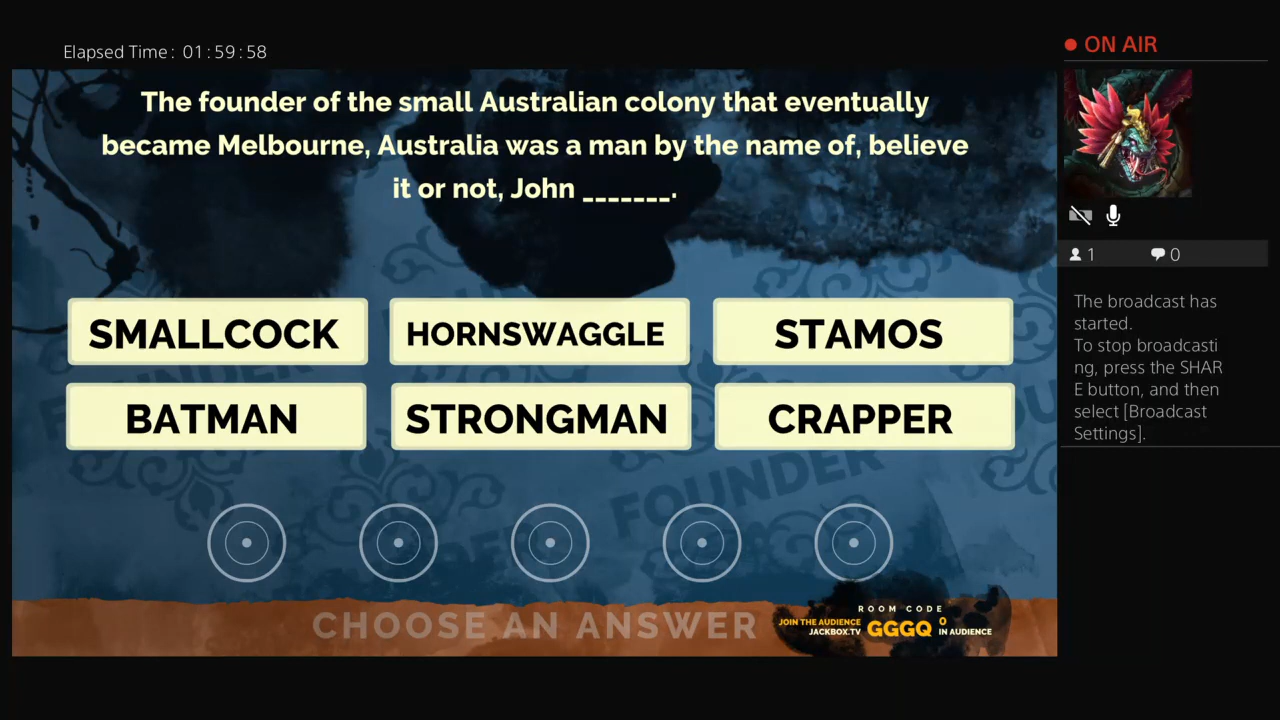 Elapsed Time: 01:59:58
ON AIR
The founder of the small Australian colony that eventually
became Melbourne, Australia was a man by the name of, believe
it or not, John _______.
1
0
The broadcast has
started.
To stop broadcasti
ng, press the SHAR
E button, and then
select [Broadcast
Settings].
SMALLCOCK
HORNSWAGGLE
STAMOS
BATMAN
STRONGMAN
CRAPPER
FOUNDER
CHOOSE AN ANSWER
ROOM CODE
JOIN THE AUDIENCE
JACKBOX.TV
GGGQ
0
IN AUDIENCE